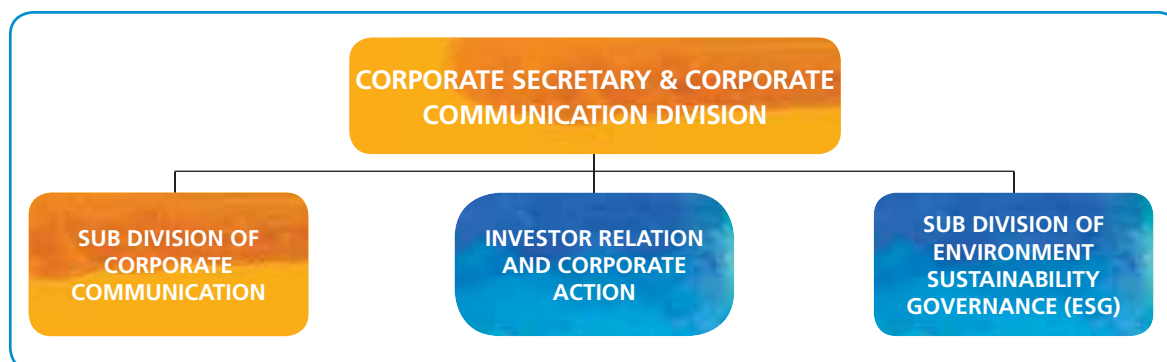 CORPORATE SECRETARY & CORPORATE
COMMUNICATION DIVISION
SUB DIVISION OF
CORPORATE
COMMUNICATION
INVESTOR RELATION
AND CORPORATE
ACTION
SUB DIVISION OF
ENVIRONMENT
SUSTAINABILITY
GOVERNANCE (ESG)